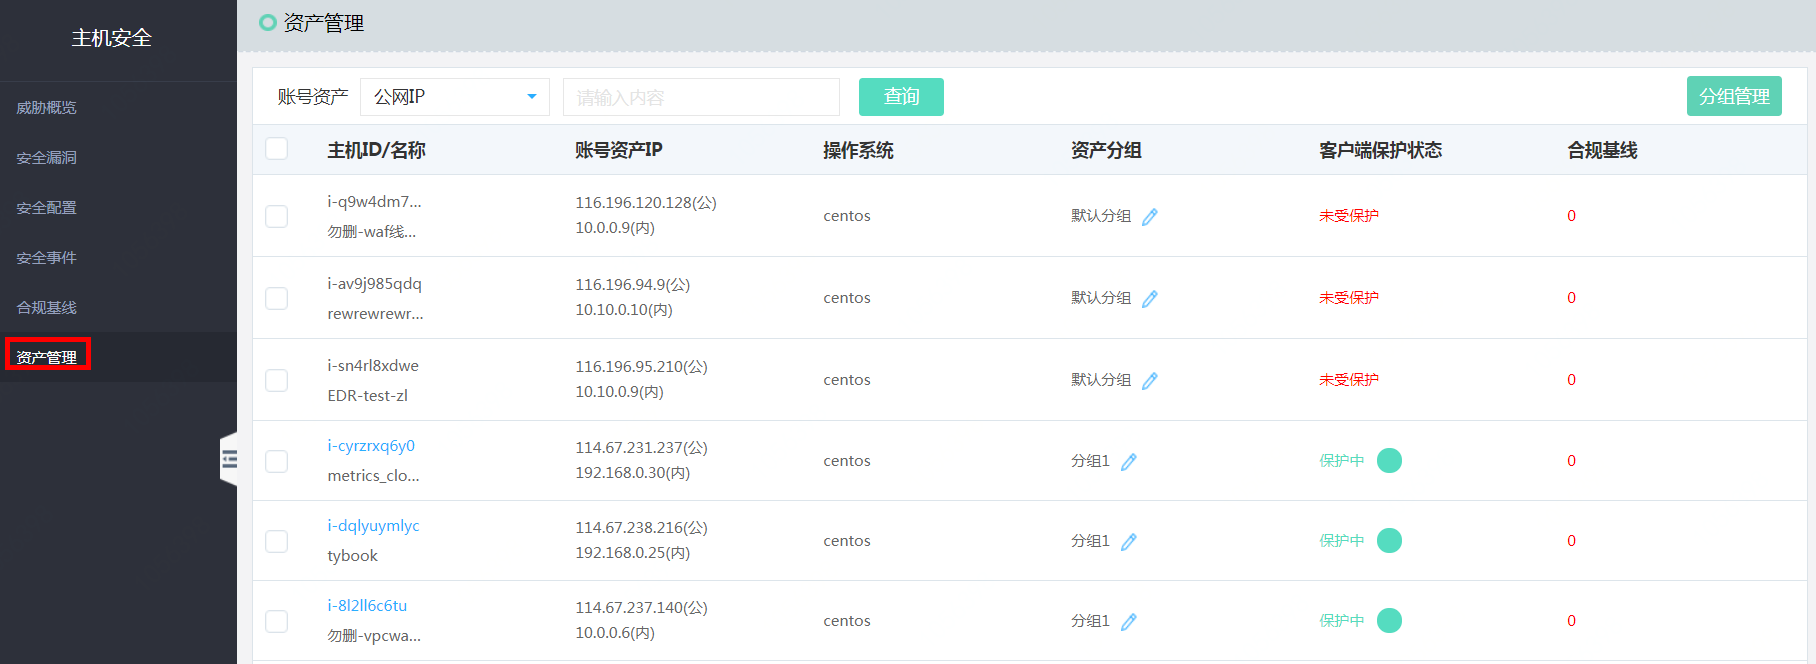 主机安全
威胁概览
安全漏洞
安全配置
安全事件
合规基线
资产管理
资产管理
账号资产 公网IP 请输入内容 查询 分组管理
主机ID/名称 账号资产IP 操作系统 资产分组 客户端保护状态 合规基线
i-q9w4dm7... 116.196.120.128(公)
勿删-waf线... 10.0.0.9(内) centos 默认分组 未受保护 0
i-av9j985qdq 116.196.94.9(公)
rewrewrewr... 10.10.0.10(内) centos 默认分组 未受保护 0
i-sn4rl8xdwe 116.196.95.210(公)
EDR-test-zl 10.10.0.9(内) centos 默认分组 未受保护 0
i-cyrzrxq6y0 114.67.231.237(公)
metrics_clo... 192.168.0.30(内) centos 分组1 保护中 0
i-dqlyuymlyc 114.67.238.216(公)
tybook 192.168.0.25(内) centos 分组1 保护中 0
i-8l2ll6c6tu 114.67.237.140(公)
勿删-vpcwa... 10.0.0.6(内) centos 分组1 保护中 0